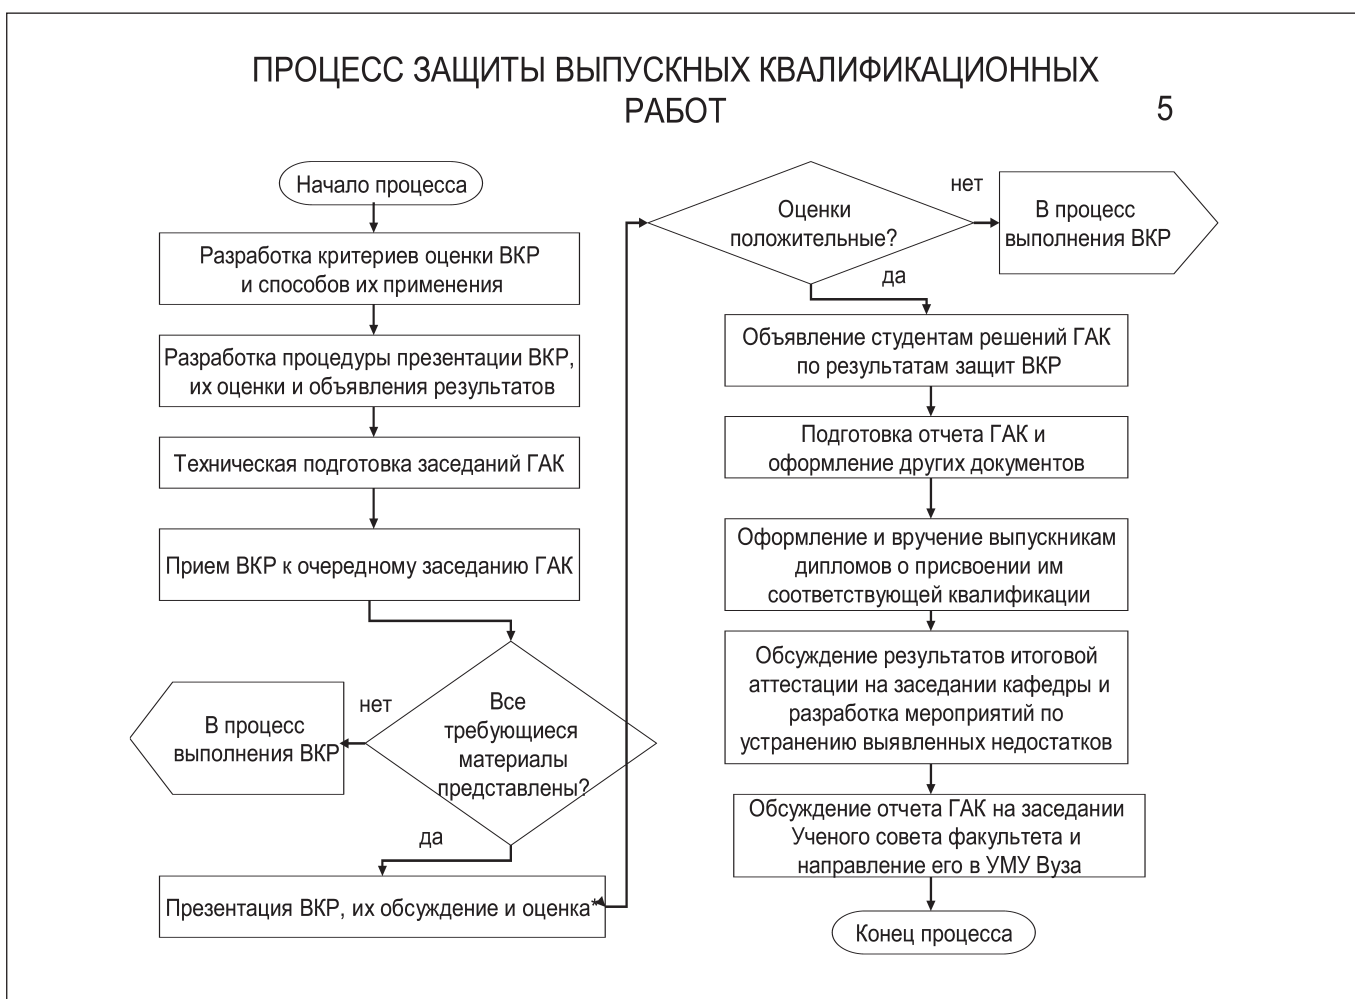 ПРОЦЕСС ЗАЩИТЫ ВЫПУСКНЫХ КВАЛИФИКАЦИОННЫХ
РАБОТ
5
Начало процесса
Разработка критериев оценки ВКР
и способов их применения
Разработка процедуры презентации ВКР,
их оценки и объявления результатов
Техническая подготовка заседаний ГАК
Прием ВКР к очередному заседанию ГАК
Все
требующиеся
материалы
представлены?
нет
В процесс
выполнения ВКР
да
Презентация ВКР, их обсуждение и оценка*
Оценки
положительные?
нет
В процесс
выполнения ВКР
да
Объявление студентам решений ГАК
по результатам защит ВКР
Подготовка отчета ГАК и
оформление других документов
Оформление и вручение выпускникам
дипломов о присвоении им
соответствующей квалификации
Обсуждение результатов итоговой
аттестации на заседании кафедры и
разработка мероприятий по
устранению выявленных недостатков
Обсуждение отчета ГАК на заседании
Ученого совета факультета и
направление его в УМУ Вуза
Конец процесса